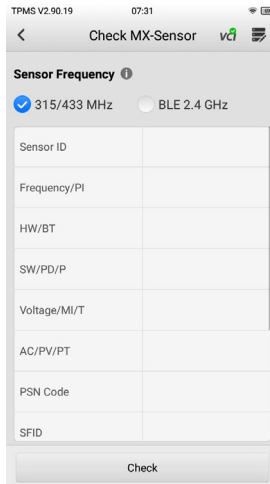 TPMS V2.90.19 07:31
Check MX-Sensor vci
Sensor Frequency
315/433 MHz BLE 2.4 GHz
Sensor ID
Frequency/PI
HW/BT
SW/PD/P
Voltage/MI/T
AC/PV/PT
PSN Code
SFID
Check